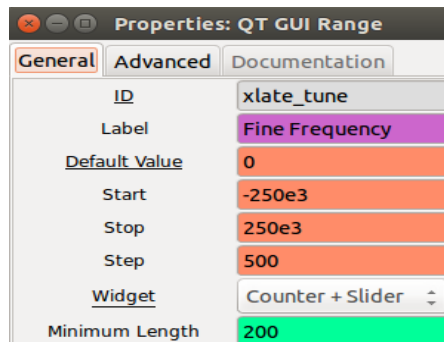 Properties: QT GUI Range
General Advanced Documentation
ID xlate_tune
Label Fine Frequency
Default Value 0
Start -250e3
Stop 250e3
Step 500
Widget Counter + Slider
Minimum Length 200